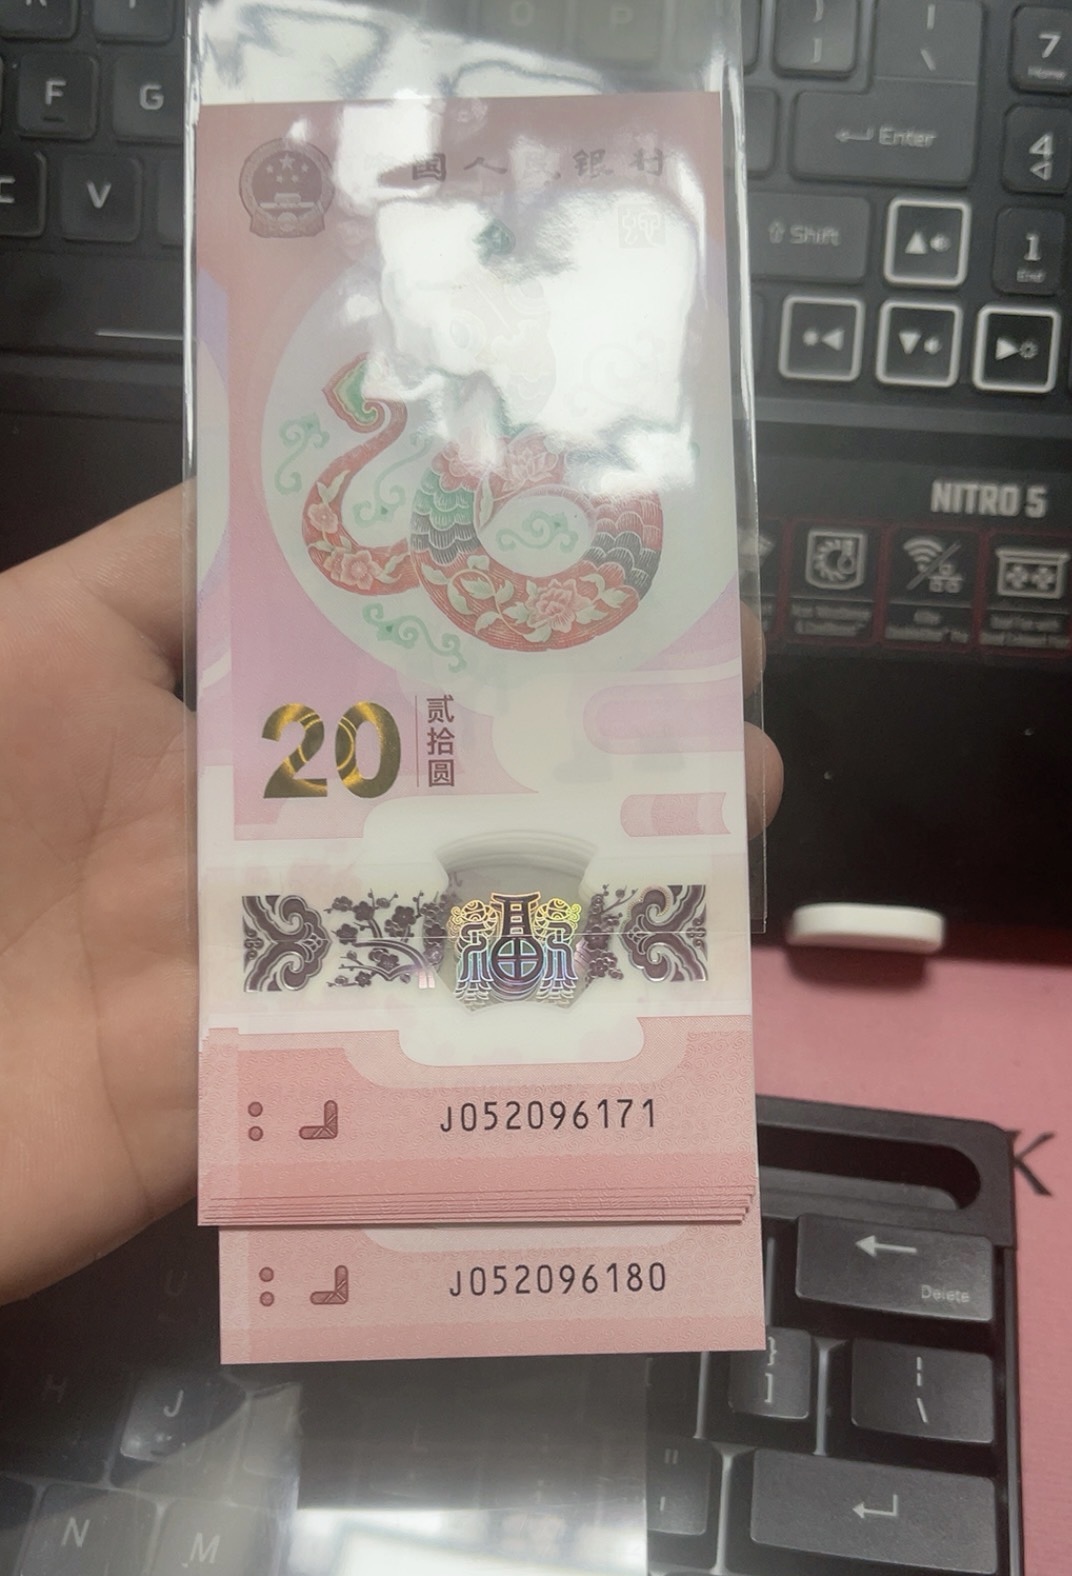 F
G
C
V
O
P
}
]
|
\
7
Home
Enter
4
Shift
1
End
国人民银行
NITRO 5
20
贰拾圆
J052096171
J052096180
K
Delete
H
J
}
]
|
\
"
N
M